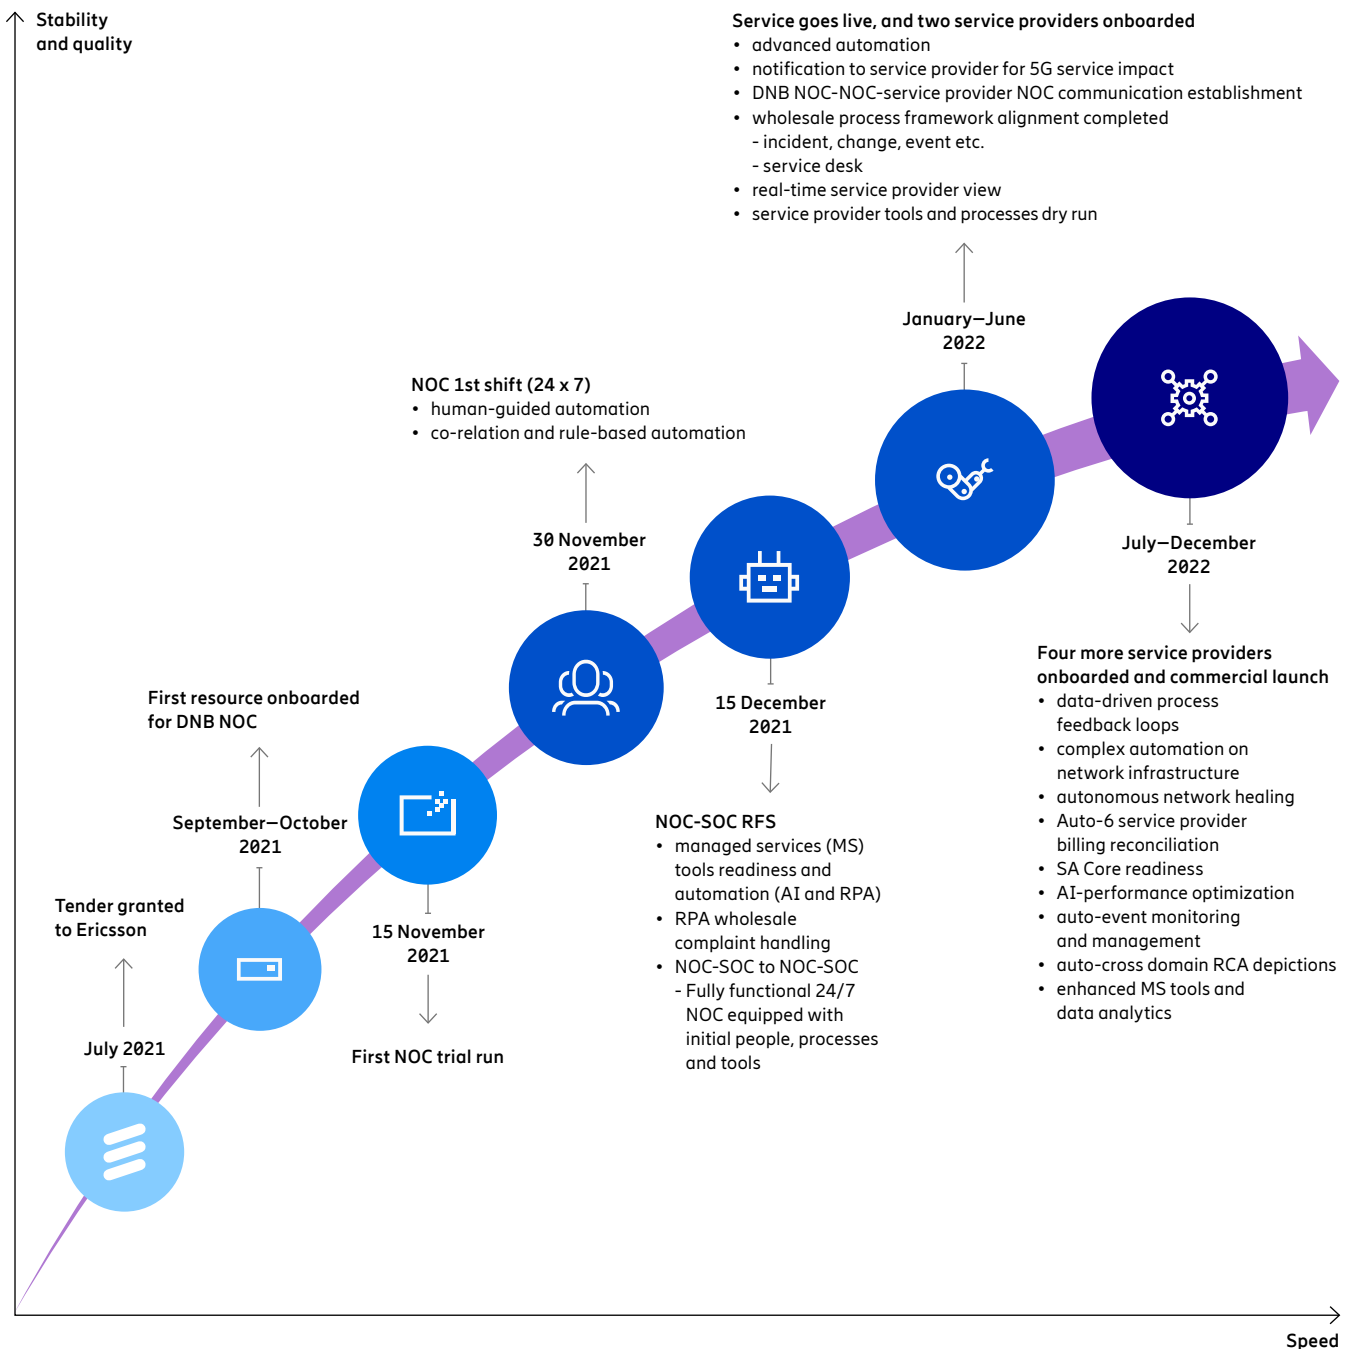 Stability
and quality
Service goes live, and two service providers onboarded
• advanced automation
• notification to service provider for 5G service impact
• DNB NOC-NOC-service provider NOC communication establishment
• wholesale process framework alignment completed
- incident, change, event etc.
- service desk
• real-time service provider view
• service provider tools and processes dry run
January–June
2022
NOC 1st shift (24 x 7)
• human-guided automation
• co-relation and rule-based automation
30 November
2021
July–December
2022
Four more service providers
onboarded and commercial launch
• data-driven process
feedback loops
• complex automation on
network infrastructure
• autonomous network healing
• Auto-6 service provider
billing reconciliation
• SA Core readiness
• AI-performance optimization
• auto-event monitoring
and management
• auto-cross domain RCA depictions
• enhanced MS tools and
data analytics
15 December
2021
NOC-SOC RFS
• managed services (MS)
tools readiness and
automation (AI and RPA)
• RPA wholesale
complaint handling
• NOC-SOC to NOC-SOC
- Fully functional 24/7
NOC equipped with
initial people, processes
and tools
First resource onboarded
for DNB NOC
September–October
2021
15 November
2021
First NOC trial run
Tender granted
to Ericsson
July 2021
Speed